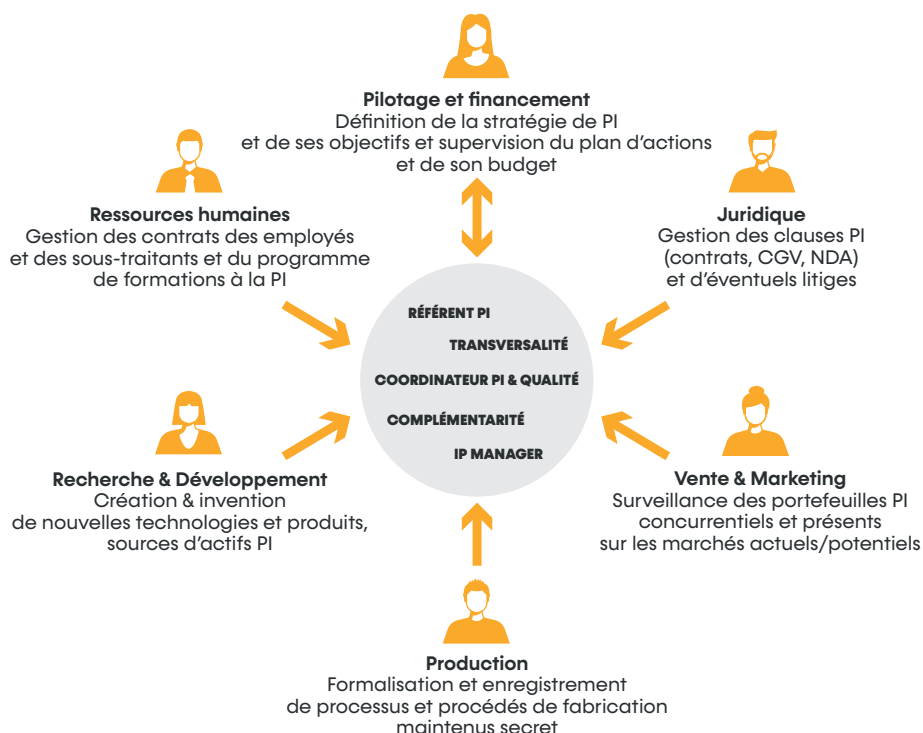 Pilotage et financement
Définition de la stratégie de PI
et de ses objectifs et supervision du plan d'actions
et de son budget
Ressources humaines
Gestion des contrats des employés
et des sous-traitants et du programme
de formations à la PI
Juridique
Gestion des clauses PI
(contrats, CGV, NDA)
et d'éventuels litiges
RÉFÉRENT PI
TRANSVERSALITÉ
COORDINATEUR PI & QUALITÉ
COMPLÉMENTARITÉ
IP MANAGER
Recherche & Développement
Création & invention
de nouvelles technologies et produits,
sources d'actifs PI
Vente & Marketing
Surveillance des portefeuilles PI
concurrentiels et présents
sur les marchés actuels/potentiels
Production
Formalisation et enregistrement
de processus et procédés de fabrication
maintenus secret